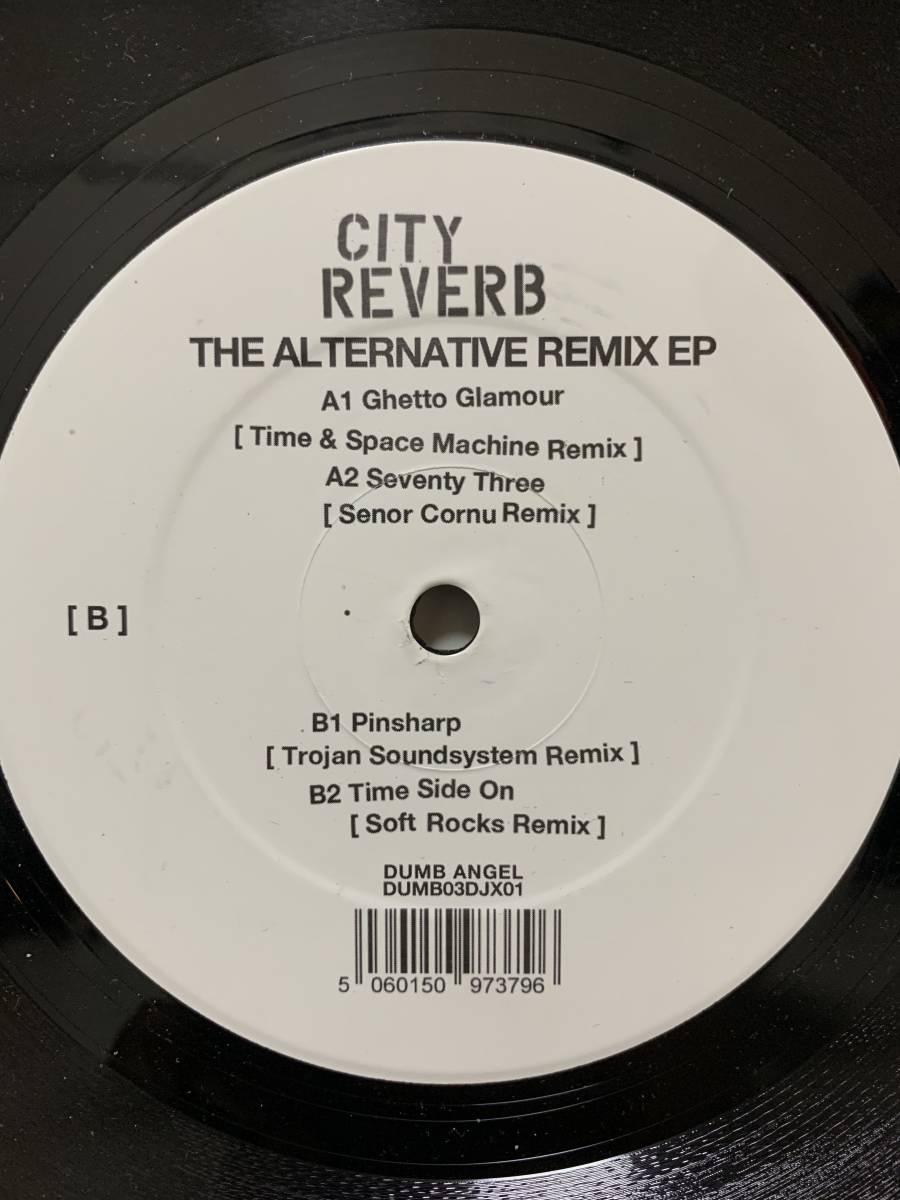 CITY
REVERB
THE ALTERNATIVE REMIX EP
A1 Ghetto Glamour
[ Time & Space Machine Remix ]
A2 Seventy Three
[ Senor Cornu Remix ]
[ B ]
B1 Pinsharp
[ Trojan Soundsystem Remix ]
B2 Time Side On
[ Soft Rocks Remix ]
DUMB ANGEL
DUMB03DJX01
5 060150 973796